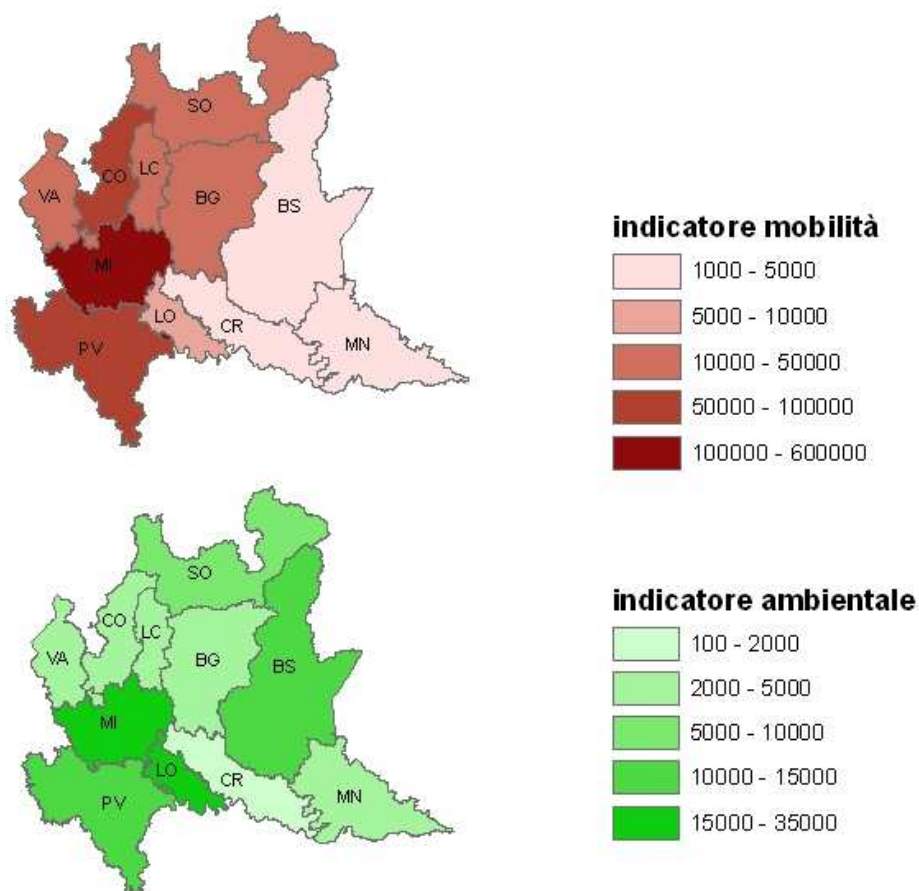 SO
CO
LC
VA
BG
BS
MI
LO
CR
PV
MN
indicatore mobilità
1000 - 5000
5000 - 10000
10000 - 50000
50000 - 100000
100000 - 600000
SO
CO
LC
VA
BG
BS
MI
LO
CR
PV
MN
indicatore ambientale
100 - 2000
2000 - 5000
5000 - 10000
10000 - 15000
15000 - 35000